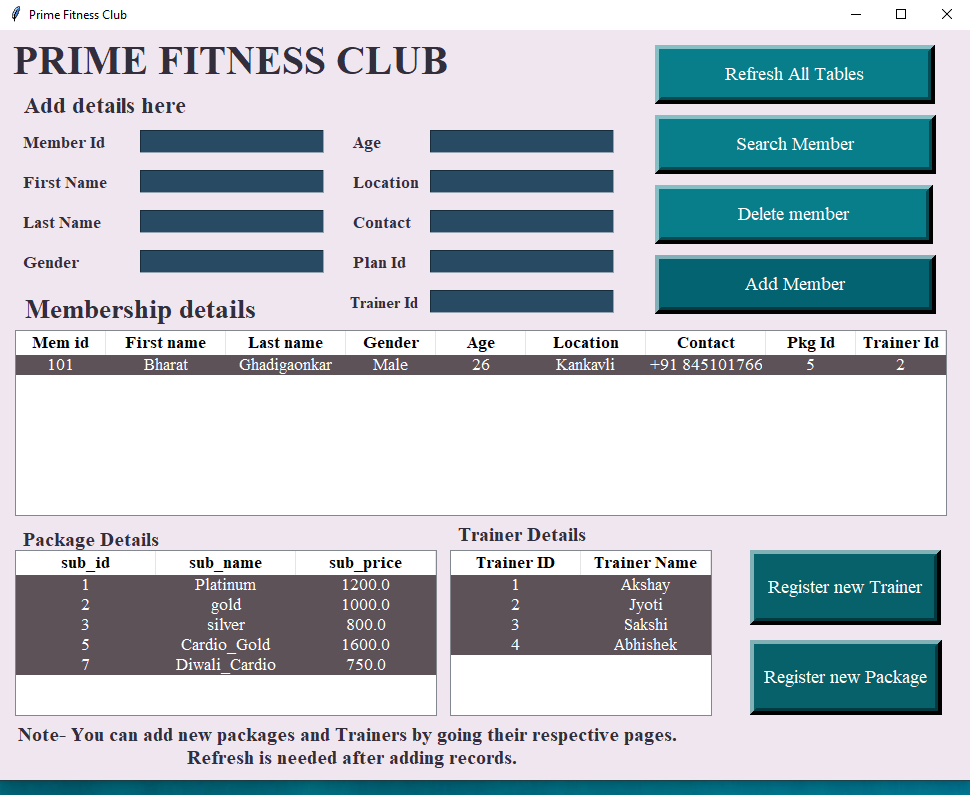 Prime Fitness Club
PRIME FITNESS CLUB
Add details here
Member Id
Age
First Name
Location
Last Name
Contact
Gender
Plan Id
Trainer Id
Refresh All Tables
Search Member
Delete member
Add Member
Membership details
Mem id First name Last name Gender Age Location Contact Pkg Id Trainer Id
101 Bharat Ghadigaonkar Male 26 Kankavli +91 845101766 5 2
Package Details
sub_id sub_name sub_price
1 Platinum 1200.0
2 gold 1000.0
3 silver 800.0
5 Cardio_Gold 1600.0
7 Diwali_Cardio 750.0
Trainer Details
Trainer ID Trainer Name
1 Akshay
2 Jyoti
3 Sakshi
4 Abhishek
Register new Trainer
Register new Package
Note- You can add new packages and Trainers by going their respective pages.
Refresh is needed after adding records.